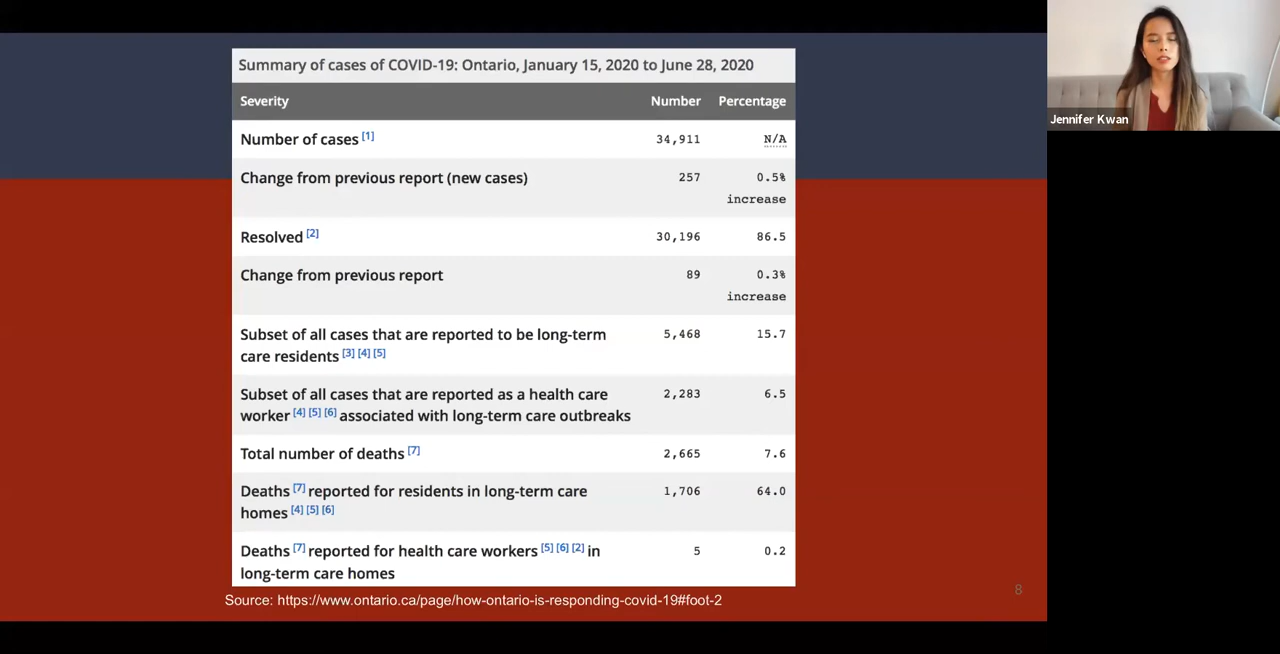 Summary of cases of COVID-19: Ontario, January 15, 2020 to June 28, 2020
Severity Number Percentage
Number of cases [1] 34,911 N/A
Change from previous report (new cases) 257 0.5%
increase
Resolved [2] 30,196 86.5
Change from previous report 89 0.3%
increase
Subset of all cases that are reported to be long-term 5,468 15.7
care residents [3] [4] [5]
Subset of all cases that are reported as a health care 2,283 6.5
worker [4] [5] [6] associated with long-term care outbreaks
Total number of deaths [7] 2,665 7.6
Deaths [7] reported for residents in long-term care 1,706 64.0
homes [4] [5] [6]
Deaths [7] reported for health care workers [5] [6] [2] in 5 0.2
long-term care homes
Source: https://www.ontario.ca/page/how-ontario-is-responding-covid-19#foot-2
8
Jennifer Kwan